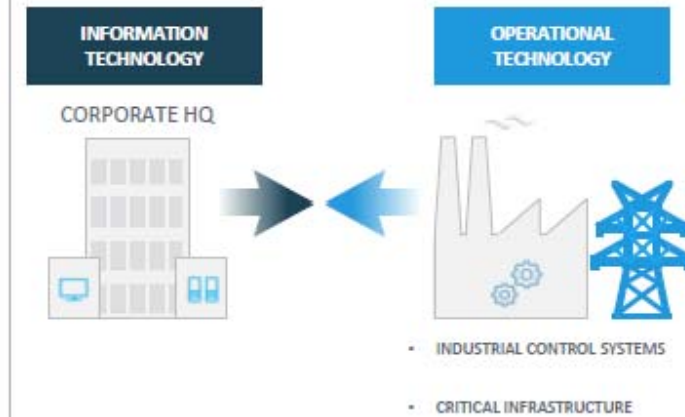 INFORMATION
TECHNOLOGY
OPERATIONAL
TECHNOLOGY
CORPORATE HQ
▪ INDUSTRIAL CONTROL SYSTEMS
▪ CRITICAL INFRASTRUCTURE